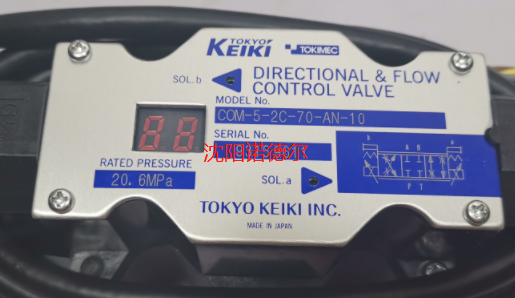 TOKYO
KEIKI TOKIMEC
SOL.b
DIRECTIONAL & FLOW
CONTROL VALVE
MODEL No.
COM-5-2C-70-AN-10
88
SERIAL No.
沈阳诺德尔
RATED PRESSURE
20.6MPa
SOL.a
a b
A B
P T
TOKYO KEIKI INC.
MADE IN JAPAN